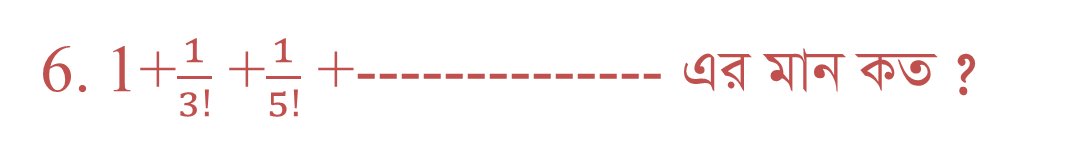 6. 1+1/3! +1/5! +-------------- এর মান কত ?